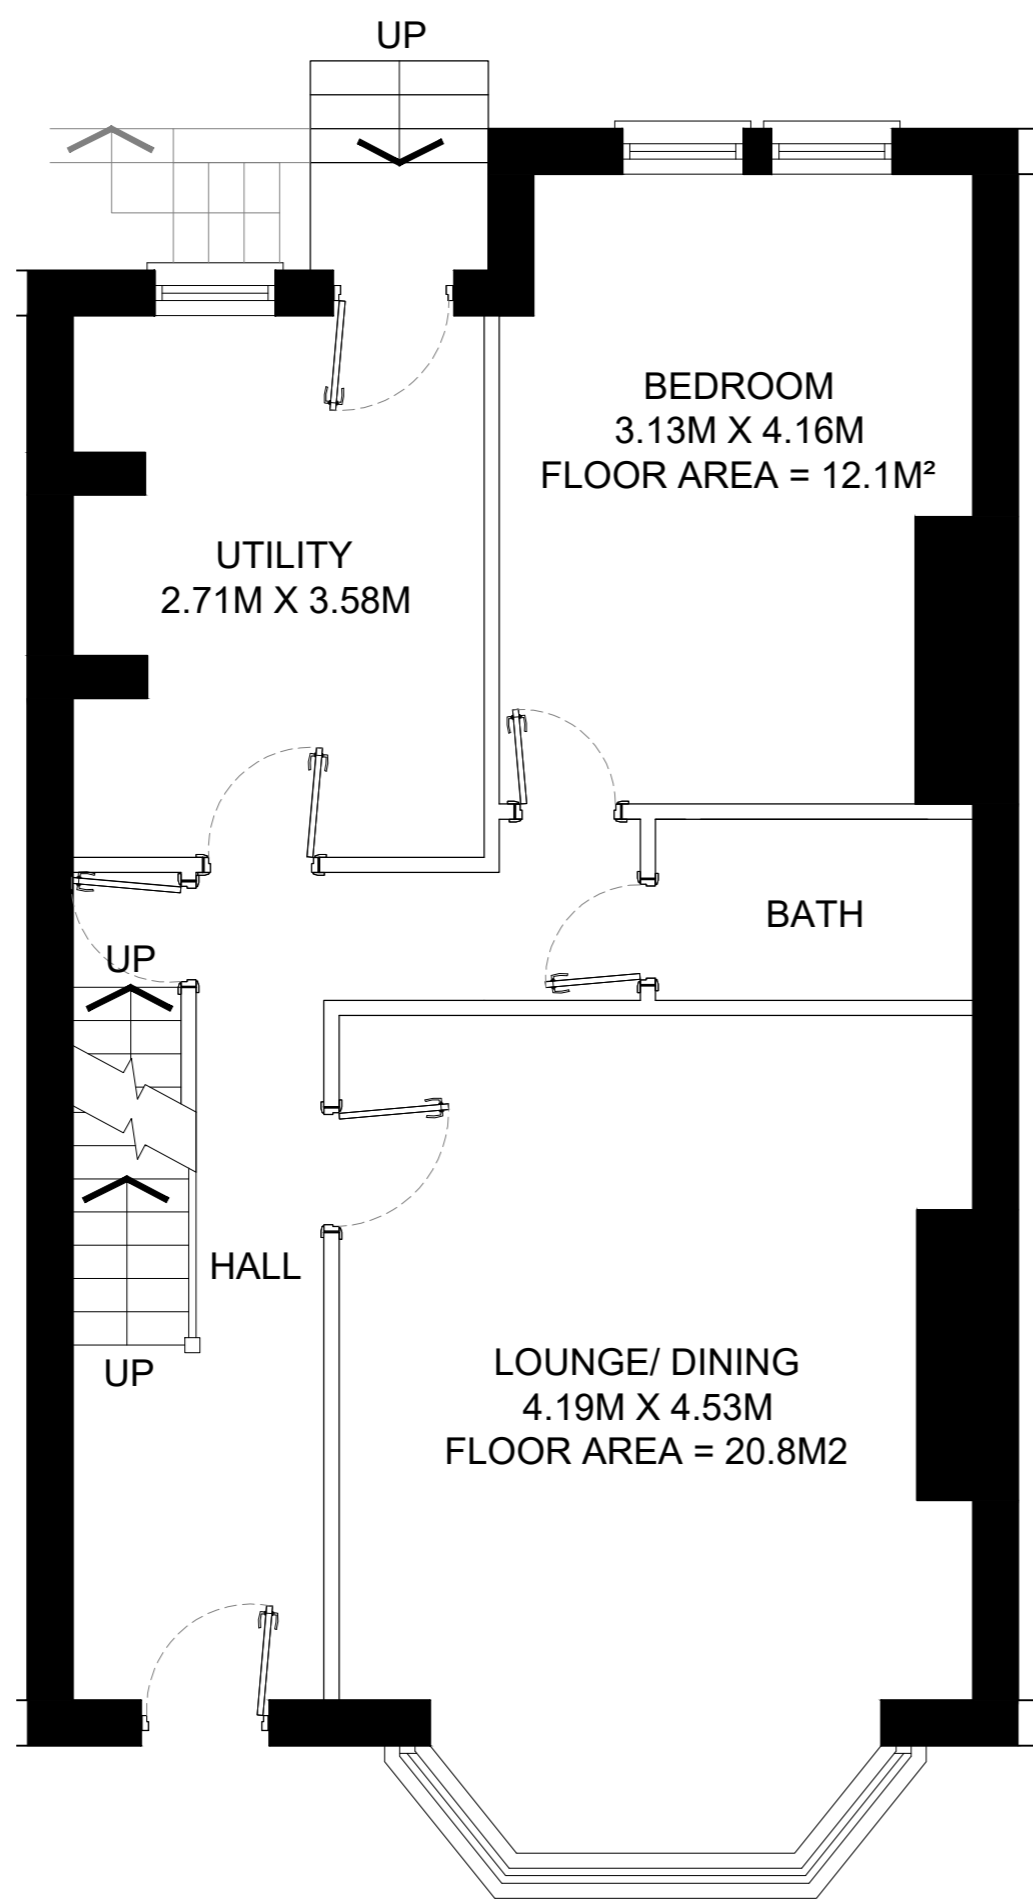 UP
BEDROOM
3.13M X 4.16M
FLOOR AREA = 12.1M²
UTILITY
2.71M X 3.58M
BATH
UP
HALL
UP
LOUNGE/ DINING
4.19M X 4.53M
FLOOR AREA = 20.8M2